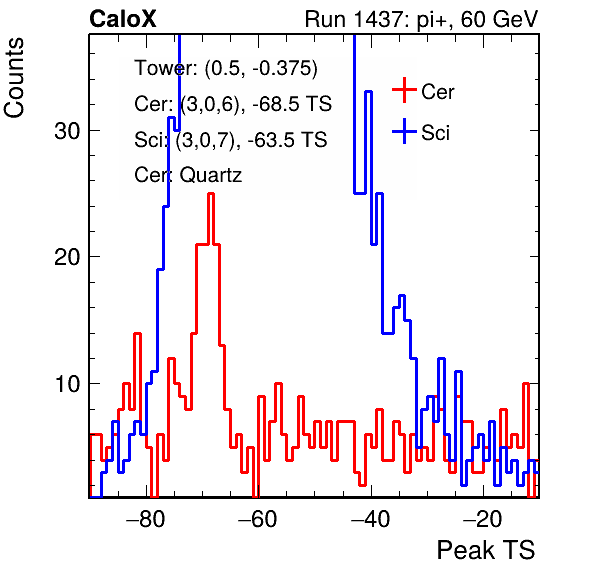 CaloX Run 1437: pi+, 60 GeV
Counts
Tower: (0.5, -0.375)
Cer: (3,0,6), -68.5 TS
Sci: (3,0,7), -63.5 TS
Cer: Quartz
Cer
Sci
30
20
10
−80 −60 −40 −20
Peak TS